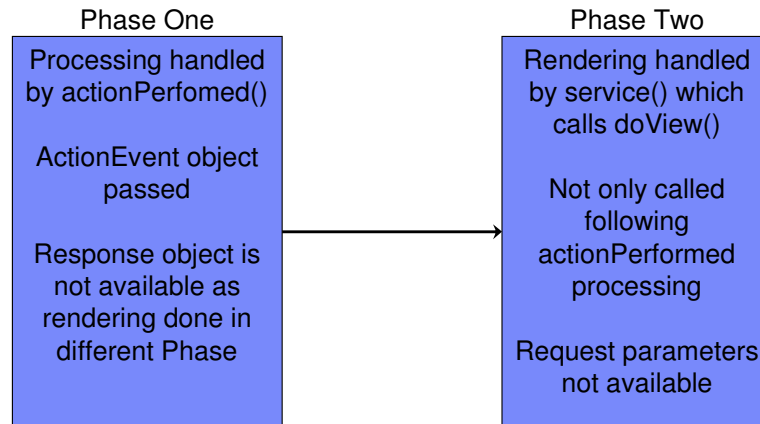 Phase One
Processing handled
by actionPerfomed()
ActionEvent object
passed
Response object is
not available as
rendering done in
different Phase
Phase Two
Rendering handled
by service() which
calls doView()
Not only called
following
actionPerformed
processing
Request parameters
not available